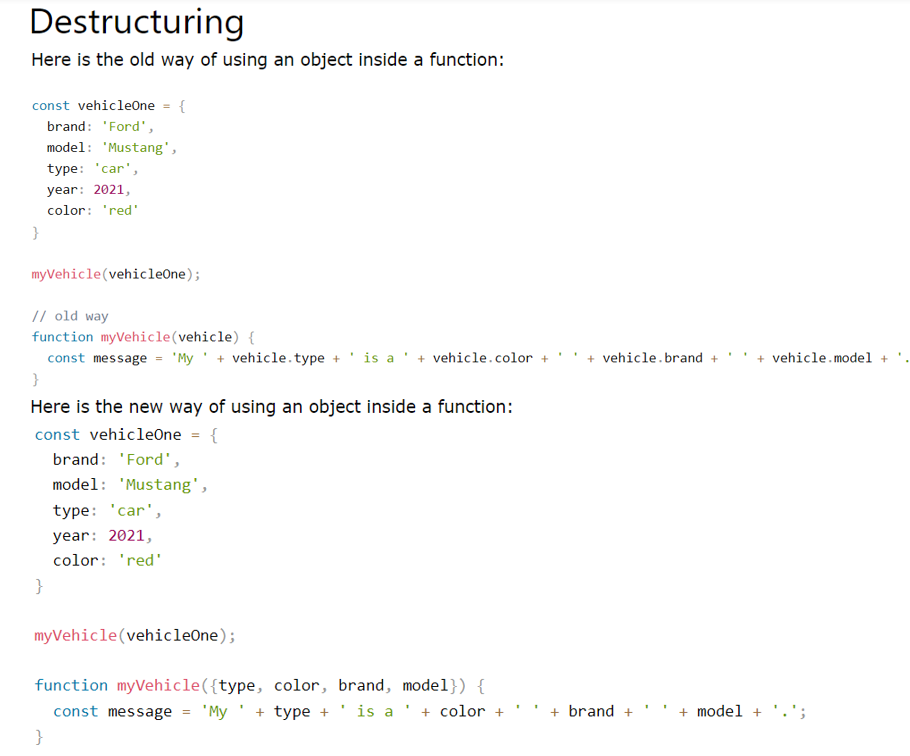 Destructuring
Here is the old way of using an object inside a function:
const vehicleOne = {
  brand: 'Ford',
  model: 'Mustang',
  type: 'car',
  year: 2021,
  color: 'red'
}
myVehicle(vehicleOne);
// old way
function myVehicle(vehicle) {
  const message = 'My ' + vehicle.type + ' is a ' + vehicle.color + ' ' + vehicle.brand + ' ' + vehicle.model + '.
}
Here is the new way of using an object inside a function:
const vehicleOne = {
  brand: 'Ford',
  model: 'Mustang',
  type: 'car',
  year: 2021,
  color: 'red'
}
myVehicle(vehicleOne);
function myVehicle({type, color, brand, model}) {
  const message = 'My ' + type + ' is a ' + color + ' ' + brand + ' ' + model + '.';
}